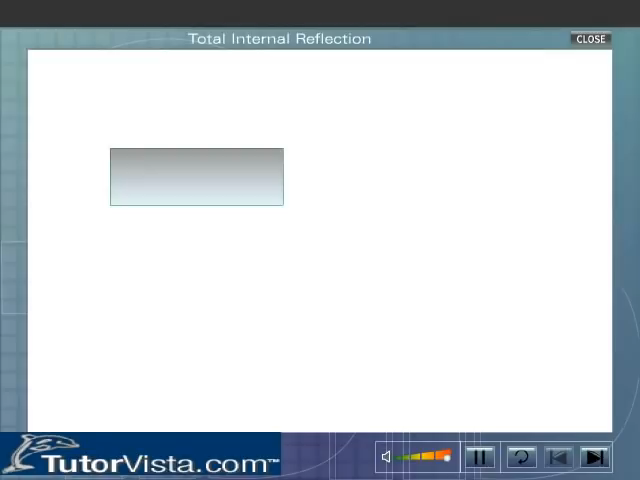 Total Internal Reflection
CLOSE
TutorVista.com™